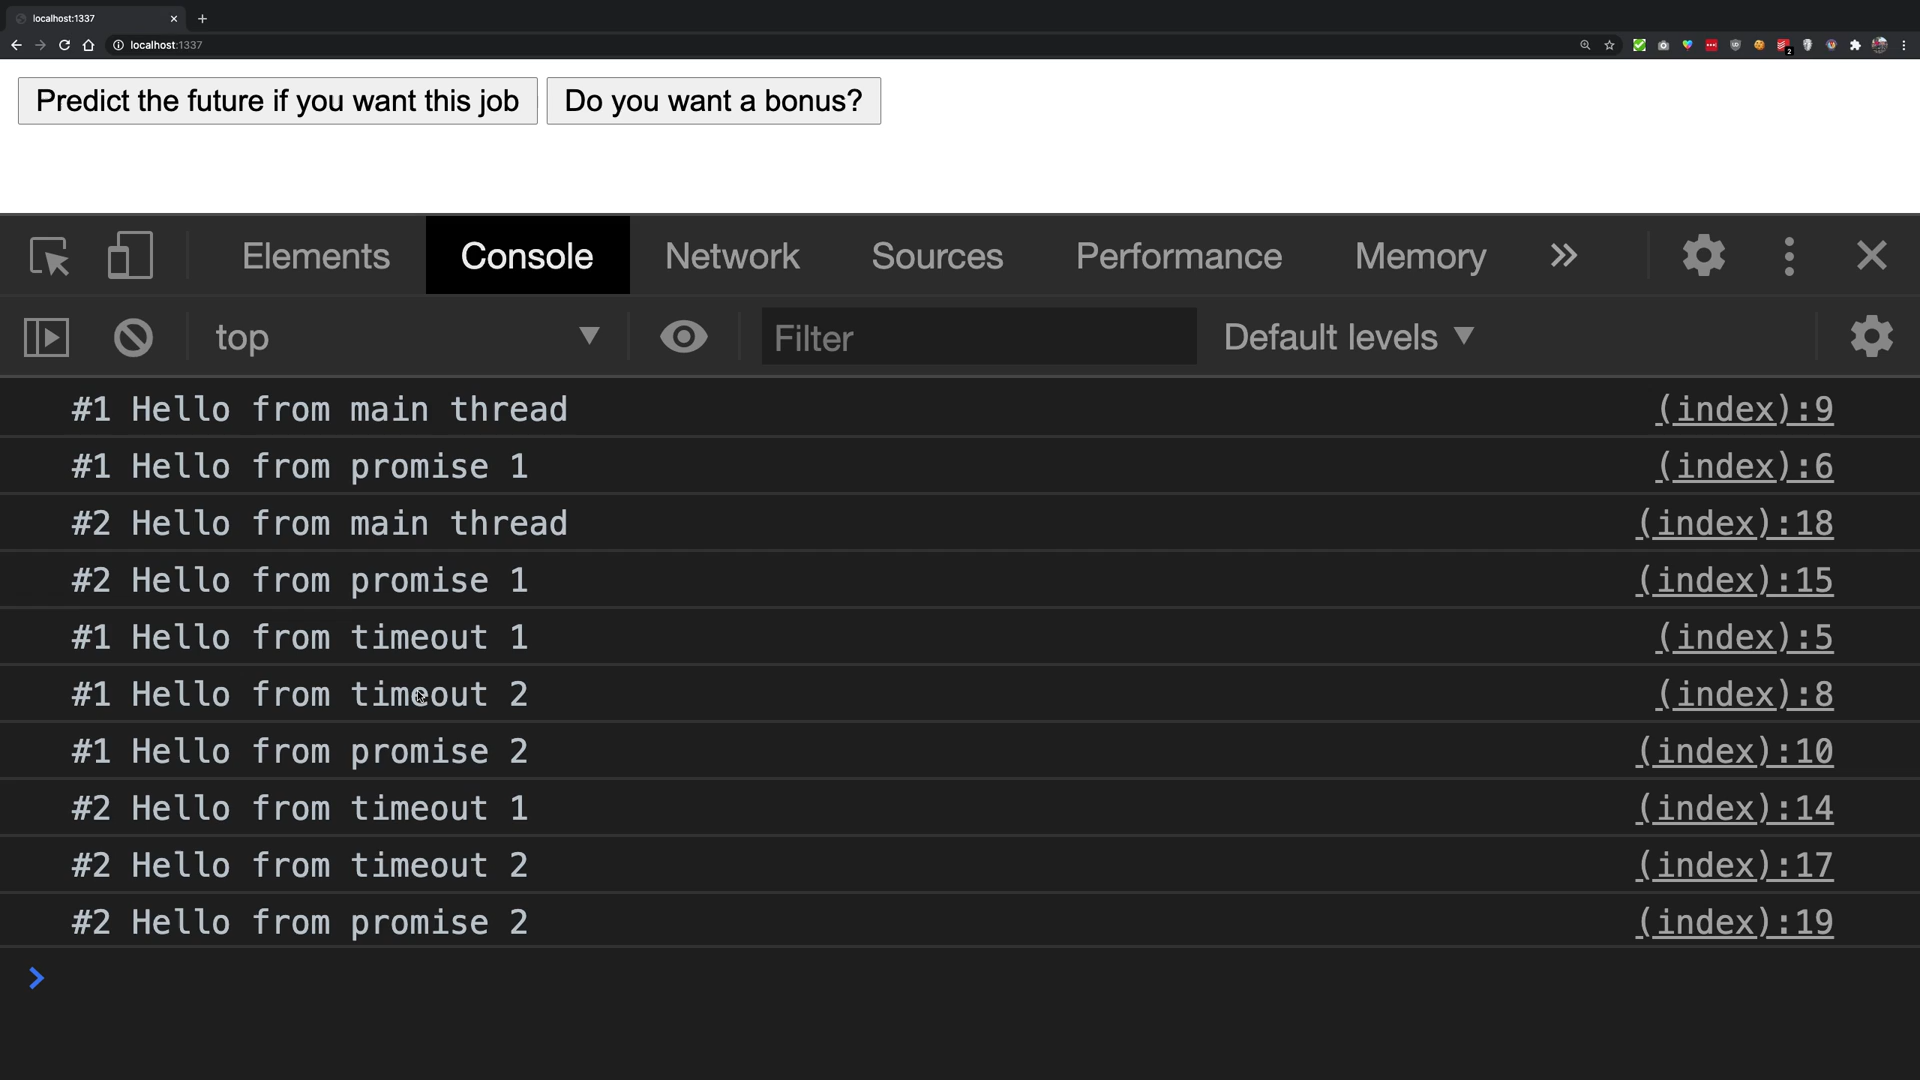 localhost:1337
localhost:1337
2
Predict the future if you want this job Do you want a bonus?
Elements Console Network Sources Performance Memory
top Filter Default levels
#1 Hello from main thread (index):9
#1 Hello from promise 1 (index):6
#2 Hello from main thread (index):18
#2 Hello from promise 1 (index):15
#1 Hello from timeout 1 (index):5
#1 Hello from timeout 2 (index):8
#1 Hello from promise 2 (index):10
#2 Hello from timeout 1 (index):14
#2 Hello from timeout 2 (index):17
#2 Hello from promise 2 (index):19